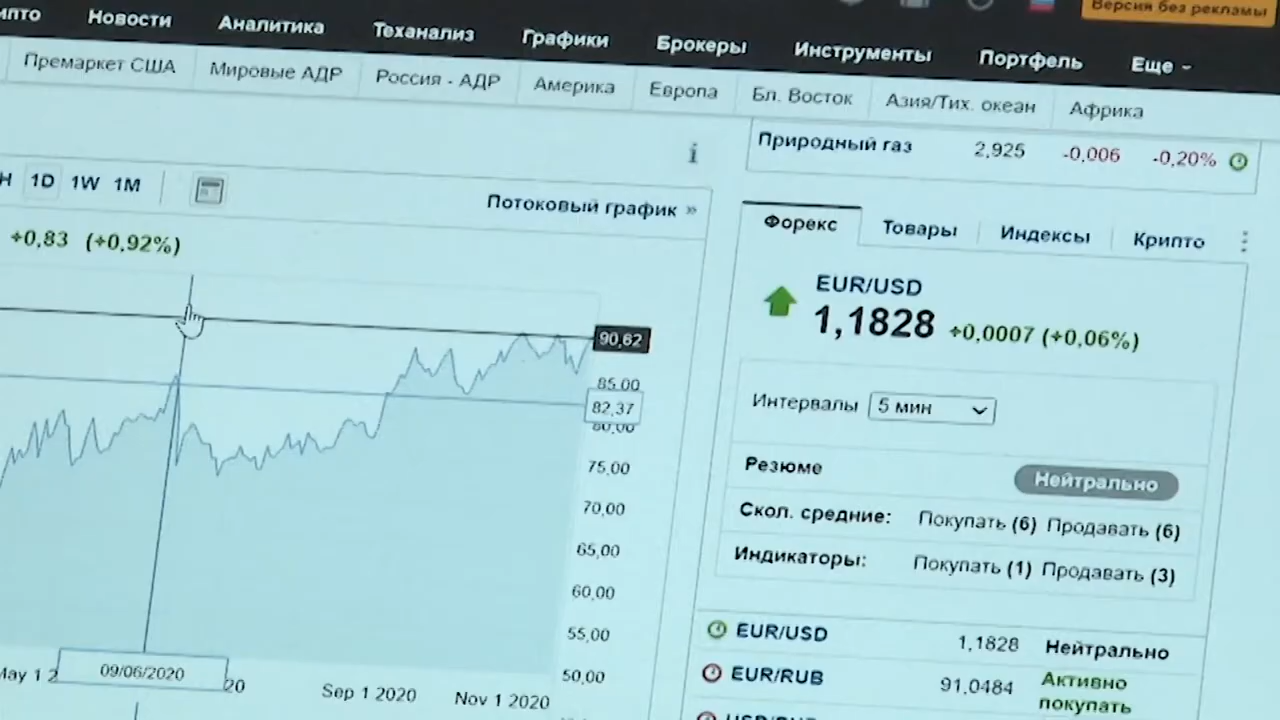 Версия без рекламы
Новости Аналитика Теханализ Графики Брокеры Инструменты Портфель Еще
Премаркет США Мировые АДР Россия - АДР Америка Европа Бл. Восток Азия/Тих. океан Африка
Природный газ 2,925 -0,006 -0,20%
1D 1W 1M
Потоковый график »
+0,83 (+0,92%)
Форекс Товары Индексы Крипто
EUR/USD
1,1828 +0,0007 (+0,06%)
90,62
85,00
82,37
80,00
75,00
70,00
65,00
60,00
55,00
50,00
09/06/2020
Sep 1 2020 Nov 1 2020
Интервалы 5 мин
Резюме Нейтрально
Скол. средние: Покупать (6) Продавать (6)
Индикаторы: Покупать (1) Продавать (3)
EUR/USD 1,1828 Нейтрально
EUR/RUB 91,0484 Активно
покупать